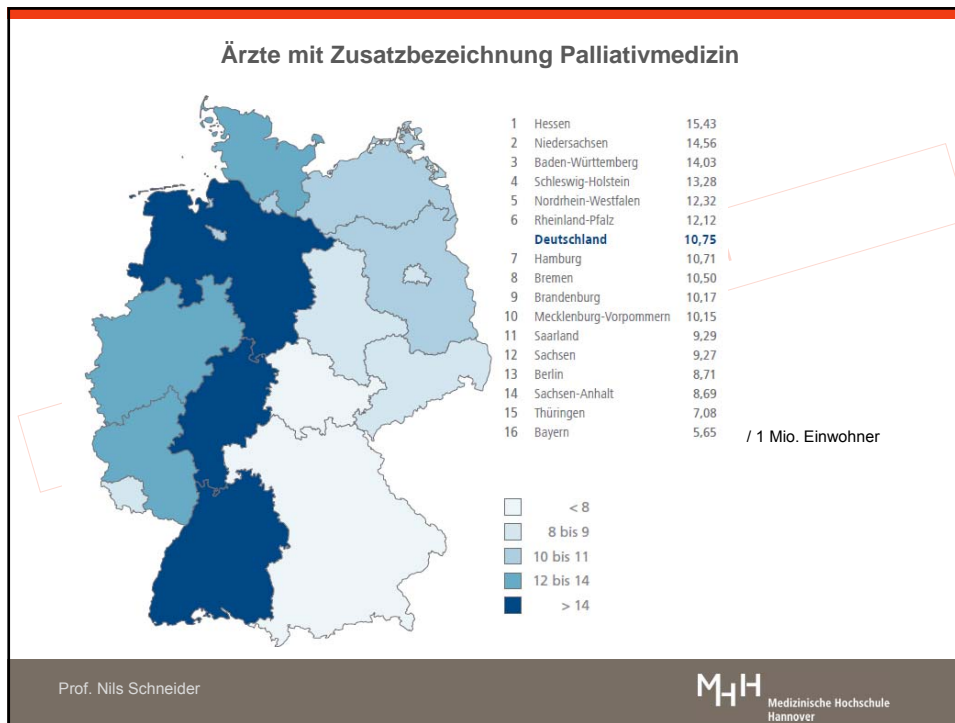 Ärzte mit Zusatzbezeichnung Palliativmedizin
1 Hessen 15,43
2 Niedersachsen 14,56
3 Baden-Württemberg 14,03
4 Schleswig-Holstein 13,28
5 Nordrhein-Westfalen 12,32
6 Rheinland-Pfalz 12,12
Deutschland 10,75
7 Hamburg 10,71
8 Bremen 10,50
9 Brandenburg 10,17
10 Mecklenburg-Vorpommern 10,15
11 Saarland 9,29
12 Sachsen 9,27
13 Berlin 8,71
14 Sachsen-Anhalt 8,69
15 Thüringen 7,08
16 Bayern 5,65
/ 1 Mio. Einwohner
< 8
8 bis 9
10 bis 11
12 bis 14
> 14
Prof. Nils Schneider
MHH
Medizinische Hochschule
Hannover